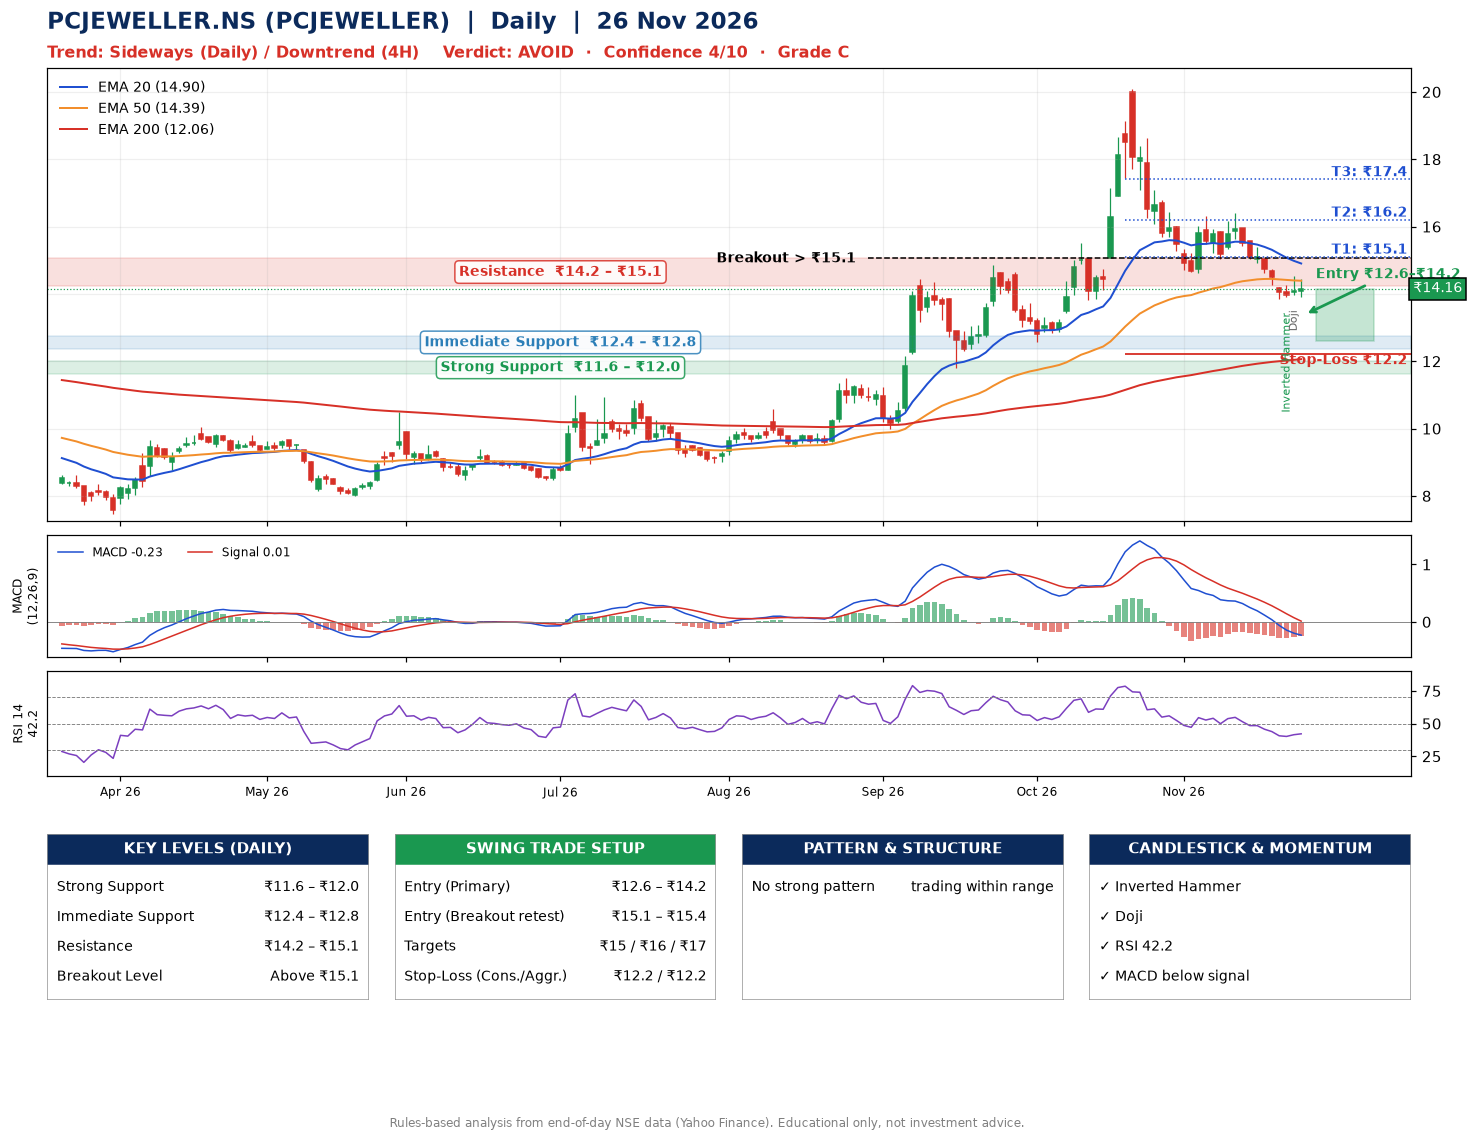 PCJEWELLER.NS (PCJEWELLER)  |  Daily  |  26 Nov 2026
Trend: Sideways (Daily) / Downtrend (4H)    Verdict: AVOID  ·  Confidence 4/10  ·  Grade C
EMA 20 (14.90)
EMA 50 (14.39)
EMA 200 (12.06)
20
18
16
12
10
8
T3: ₹17.4
T2: ₹16.2
T1: ₹15.1
Breakout > ₹15.1
Resistance  ₹14.2 – ₹15.1
Entry ₹12.6–₹14.2
₹14.16
Immediate Support  ₹12.4 – ₹12.8
Strong Support  ₹11.6 – ₹12.0
Stop-Loss ₹12.2
Inverted Hammer
Doji
MACD -0.23
Signal 0.01
MACD
(12,26,9)
1
0
RSI 14
42.2
75
50
25
Apr 26
May 26
Jun 26
Jul 26
Aug 26
Sep 26
Oct 26
Nov 26
KEY LEVELS (DAILY)
Strong Support ₹11.6 – ₹12.0
Immediate Support ₹12.4 – ₹12.8
Resistance ₹14.2 – ₹15.1
Breakout Level Above ₹15.1
SWING TRADE SETUP
Entry (Primary) ₹12.6 – ₹14.2
Entry (Breakout retest) ₹15.1 – ₹15.4
Targets ₹15 / ₹16 / ₹17
Stop-Loss (Cons./Aggr.) ₹12.2 / ₹12.2
PATTERN & STRUCTURE
No strong pattern trading within range
CANDLESTICK & MOMENTUM
✓ Inverted Hammer
✓ Doji
✓ RSI 42.2
✓ MACD below signal
Rules-based analysis from end-of-day NSE data (Yahoo Finance). Educational only, not investment advice.